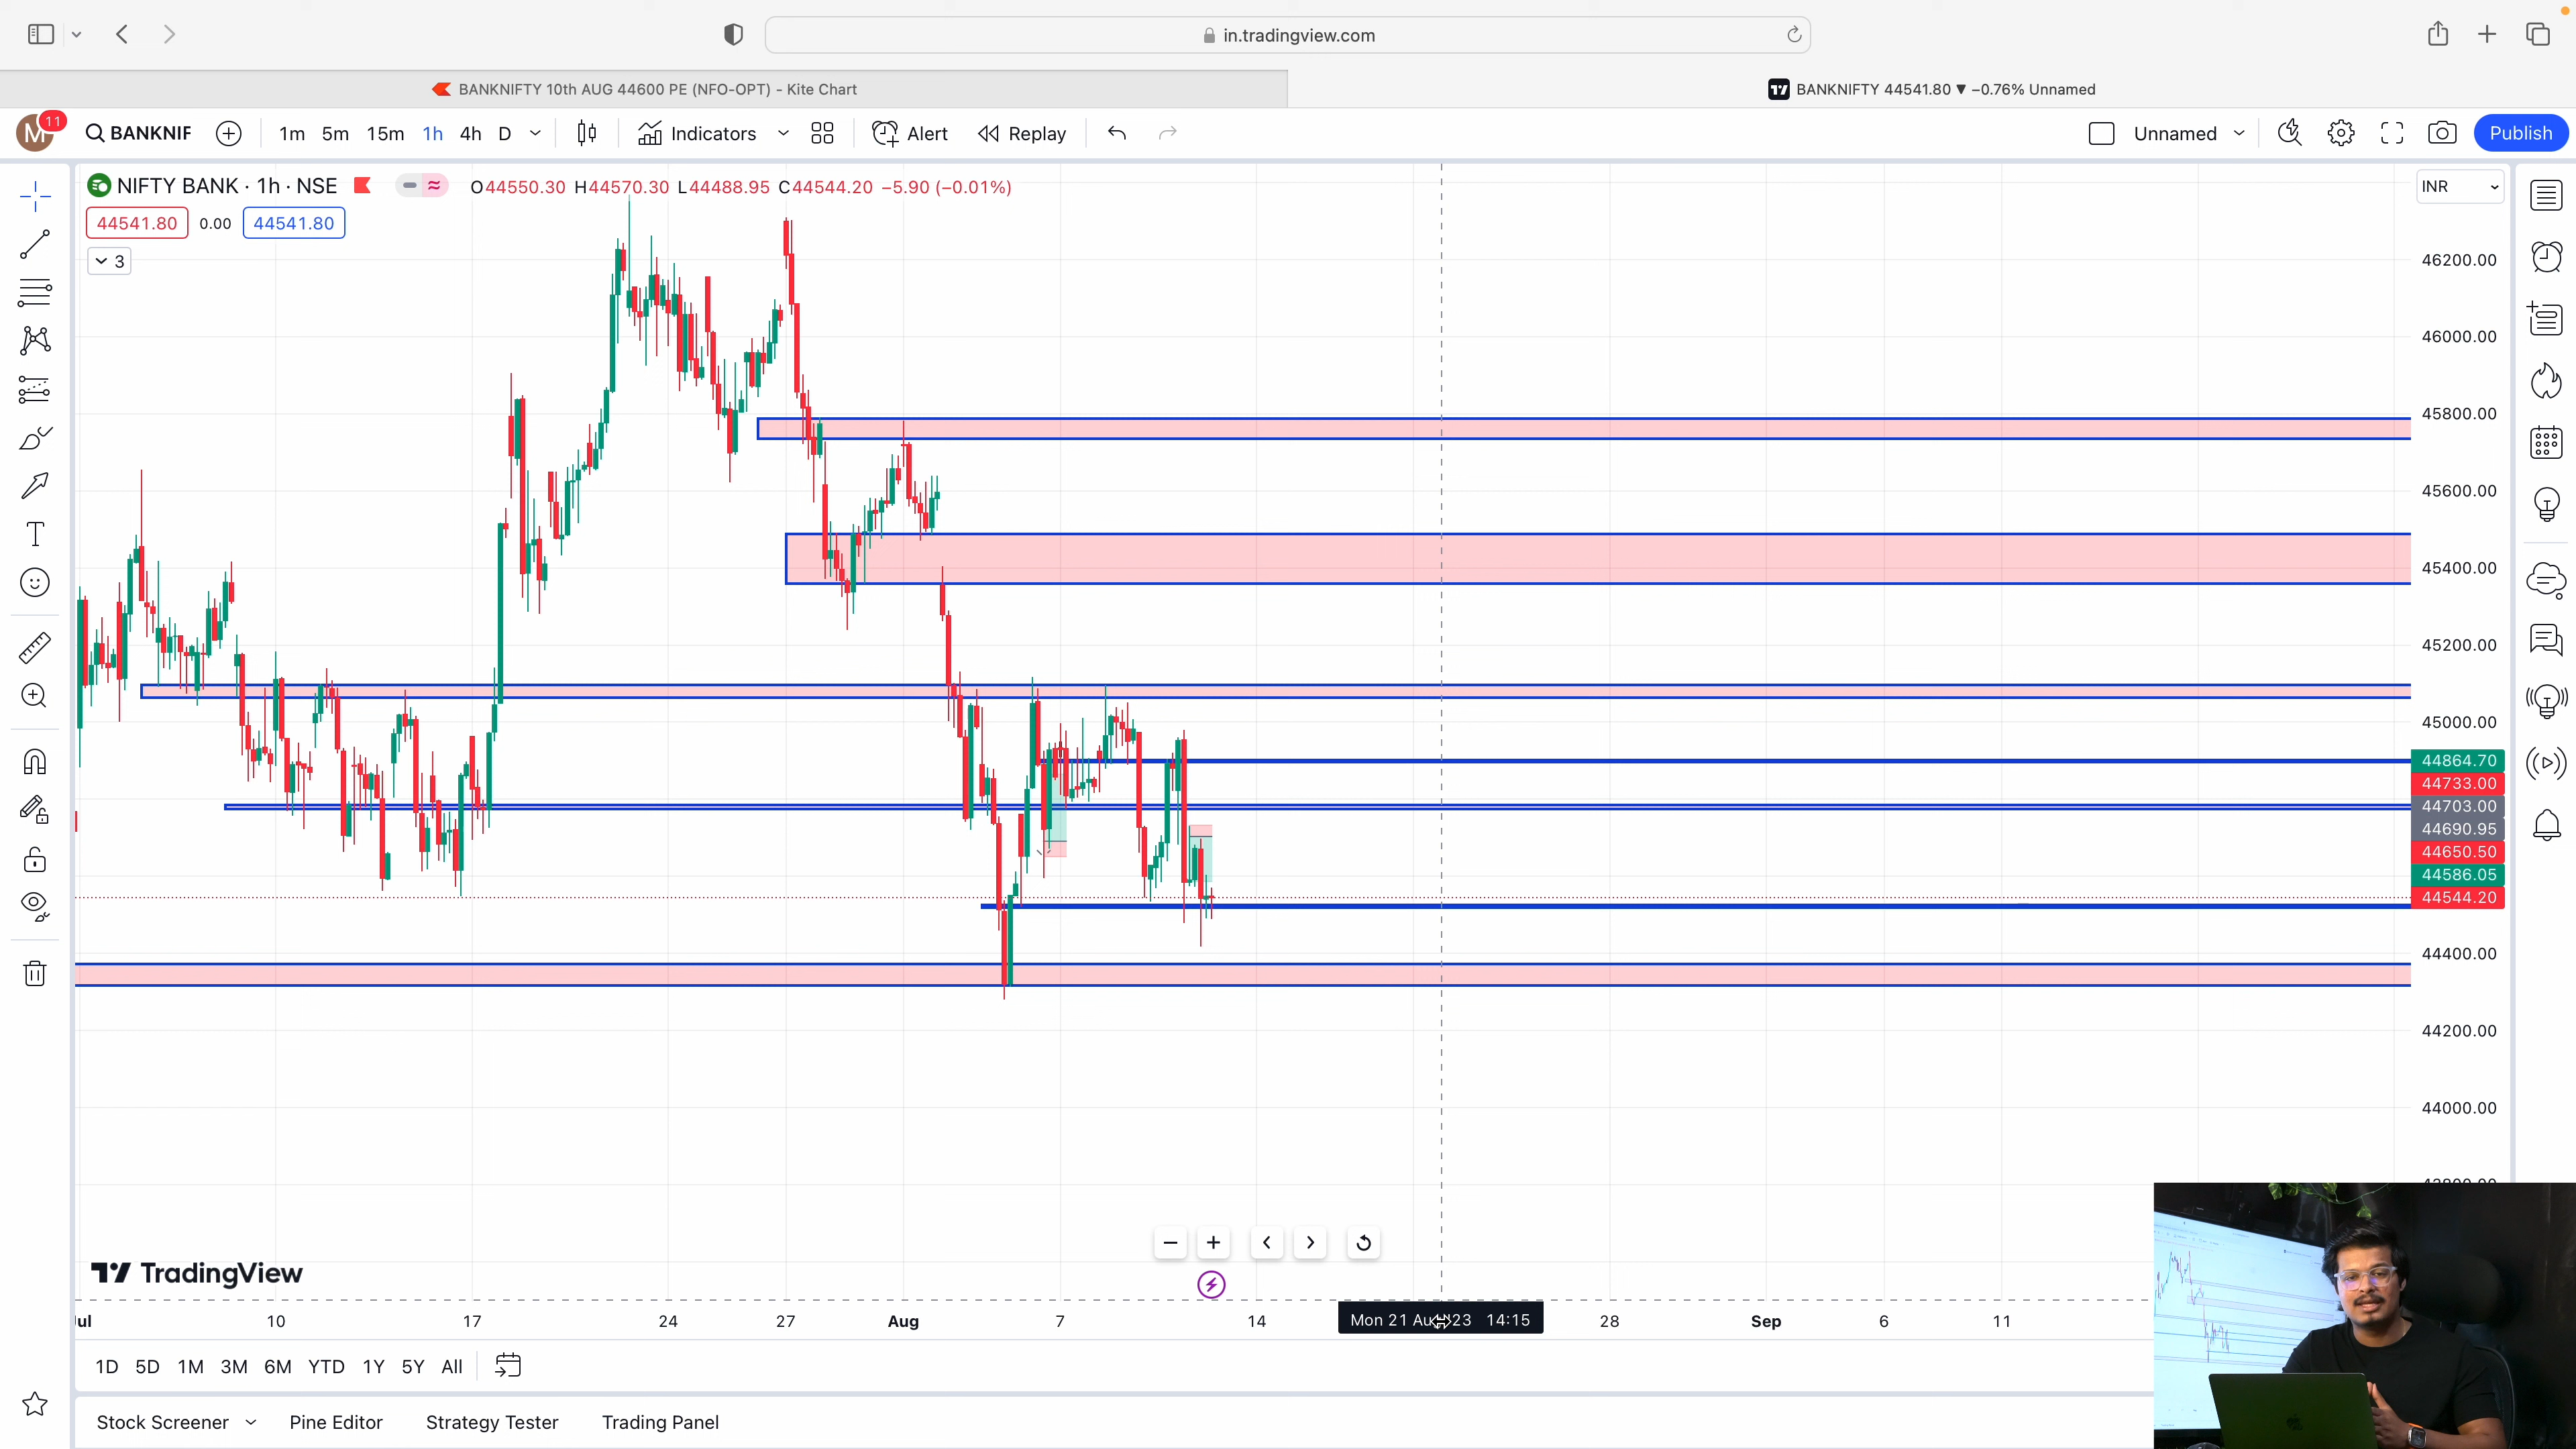 in.tradingview.com
BANKNIFTY 10th AUG 44600 PE (NFO-OPT) - Kite Chart
BANKNIFTY 44541.80 ▼ −0.76% Unnamed
M 11 BANKNIF 1m 5m 15m 1h 4h D Indicators Alert Replay Unnamed Publish
NIFTY BANK · 1h · NSE O44550.30 H44570.30 L44488.95 C44544.20 −5.90 (−0.01%)
INR
44541.80 0.00 44541.80
3
46200.00
46000.00
45800.00
45600.00
45400.00
45200.00
45000.00
44864.70
44733.00
44703.00
44690.95
44650.50
44586.05
44544.20
44400.00
44200.00
44000.00
TradingView
10 17 24 27 Aug 7 14 Mon 21 23 14:15 28 Sep 6 11
1D 5D 1M 3M 6M YTD 1Y 5Y All
Stock Screener Pine Editor Strategy Tester Trading Panel